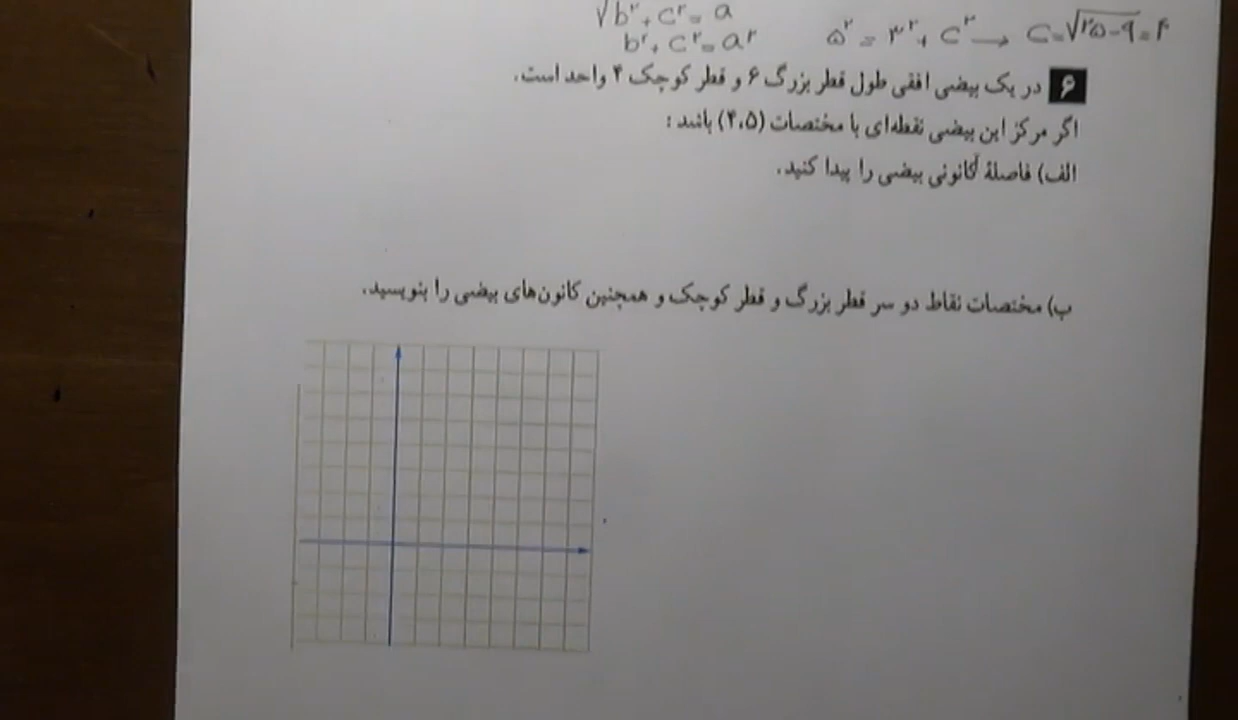 √b²+c² = a
b²+c² = a²    ۵² = ۳² + c² → c = √۲۵-۹ = ۴
۶ در یک بیضی افقی طول قطر بزرگ ۶ و قطر کوچک ۴ واحد است.
اگر مرکز این بیضی نقطه‌ای با مختصات (۴،۵) باشد :
الف) فاصلهٔ کانونی بیضی را پیدا کنید.
ب) مختصات نقاط دو سر قطر بزرگ و قطر کوچک و همچنین کانون‌های بیضی را بنویسید.